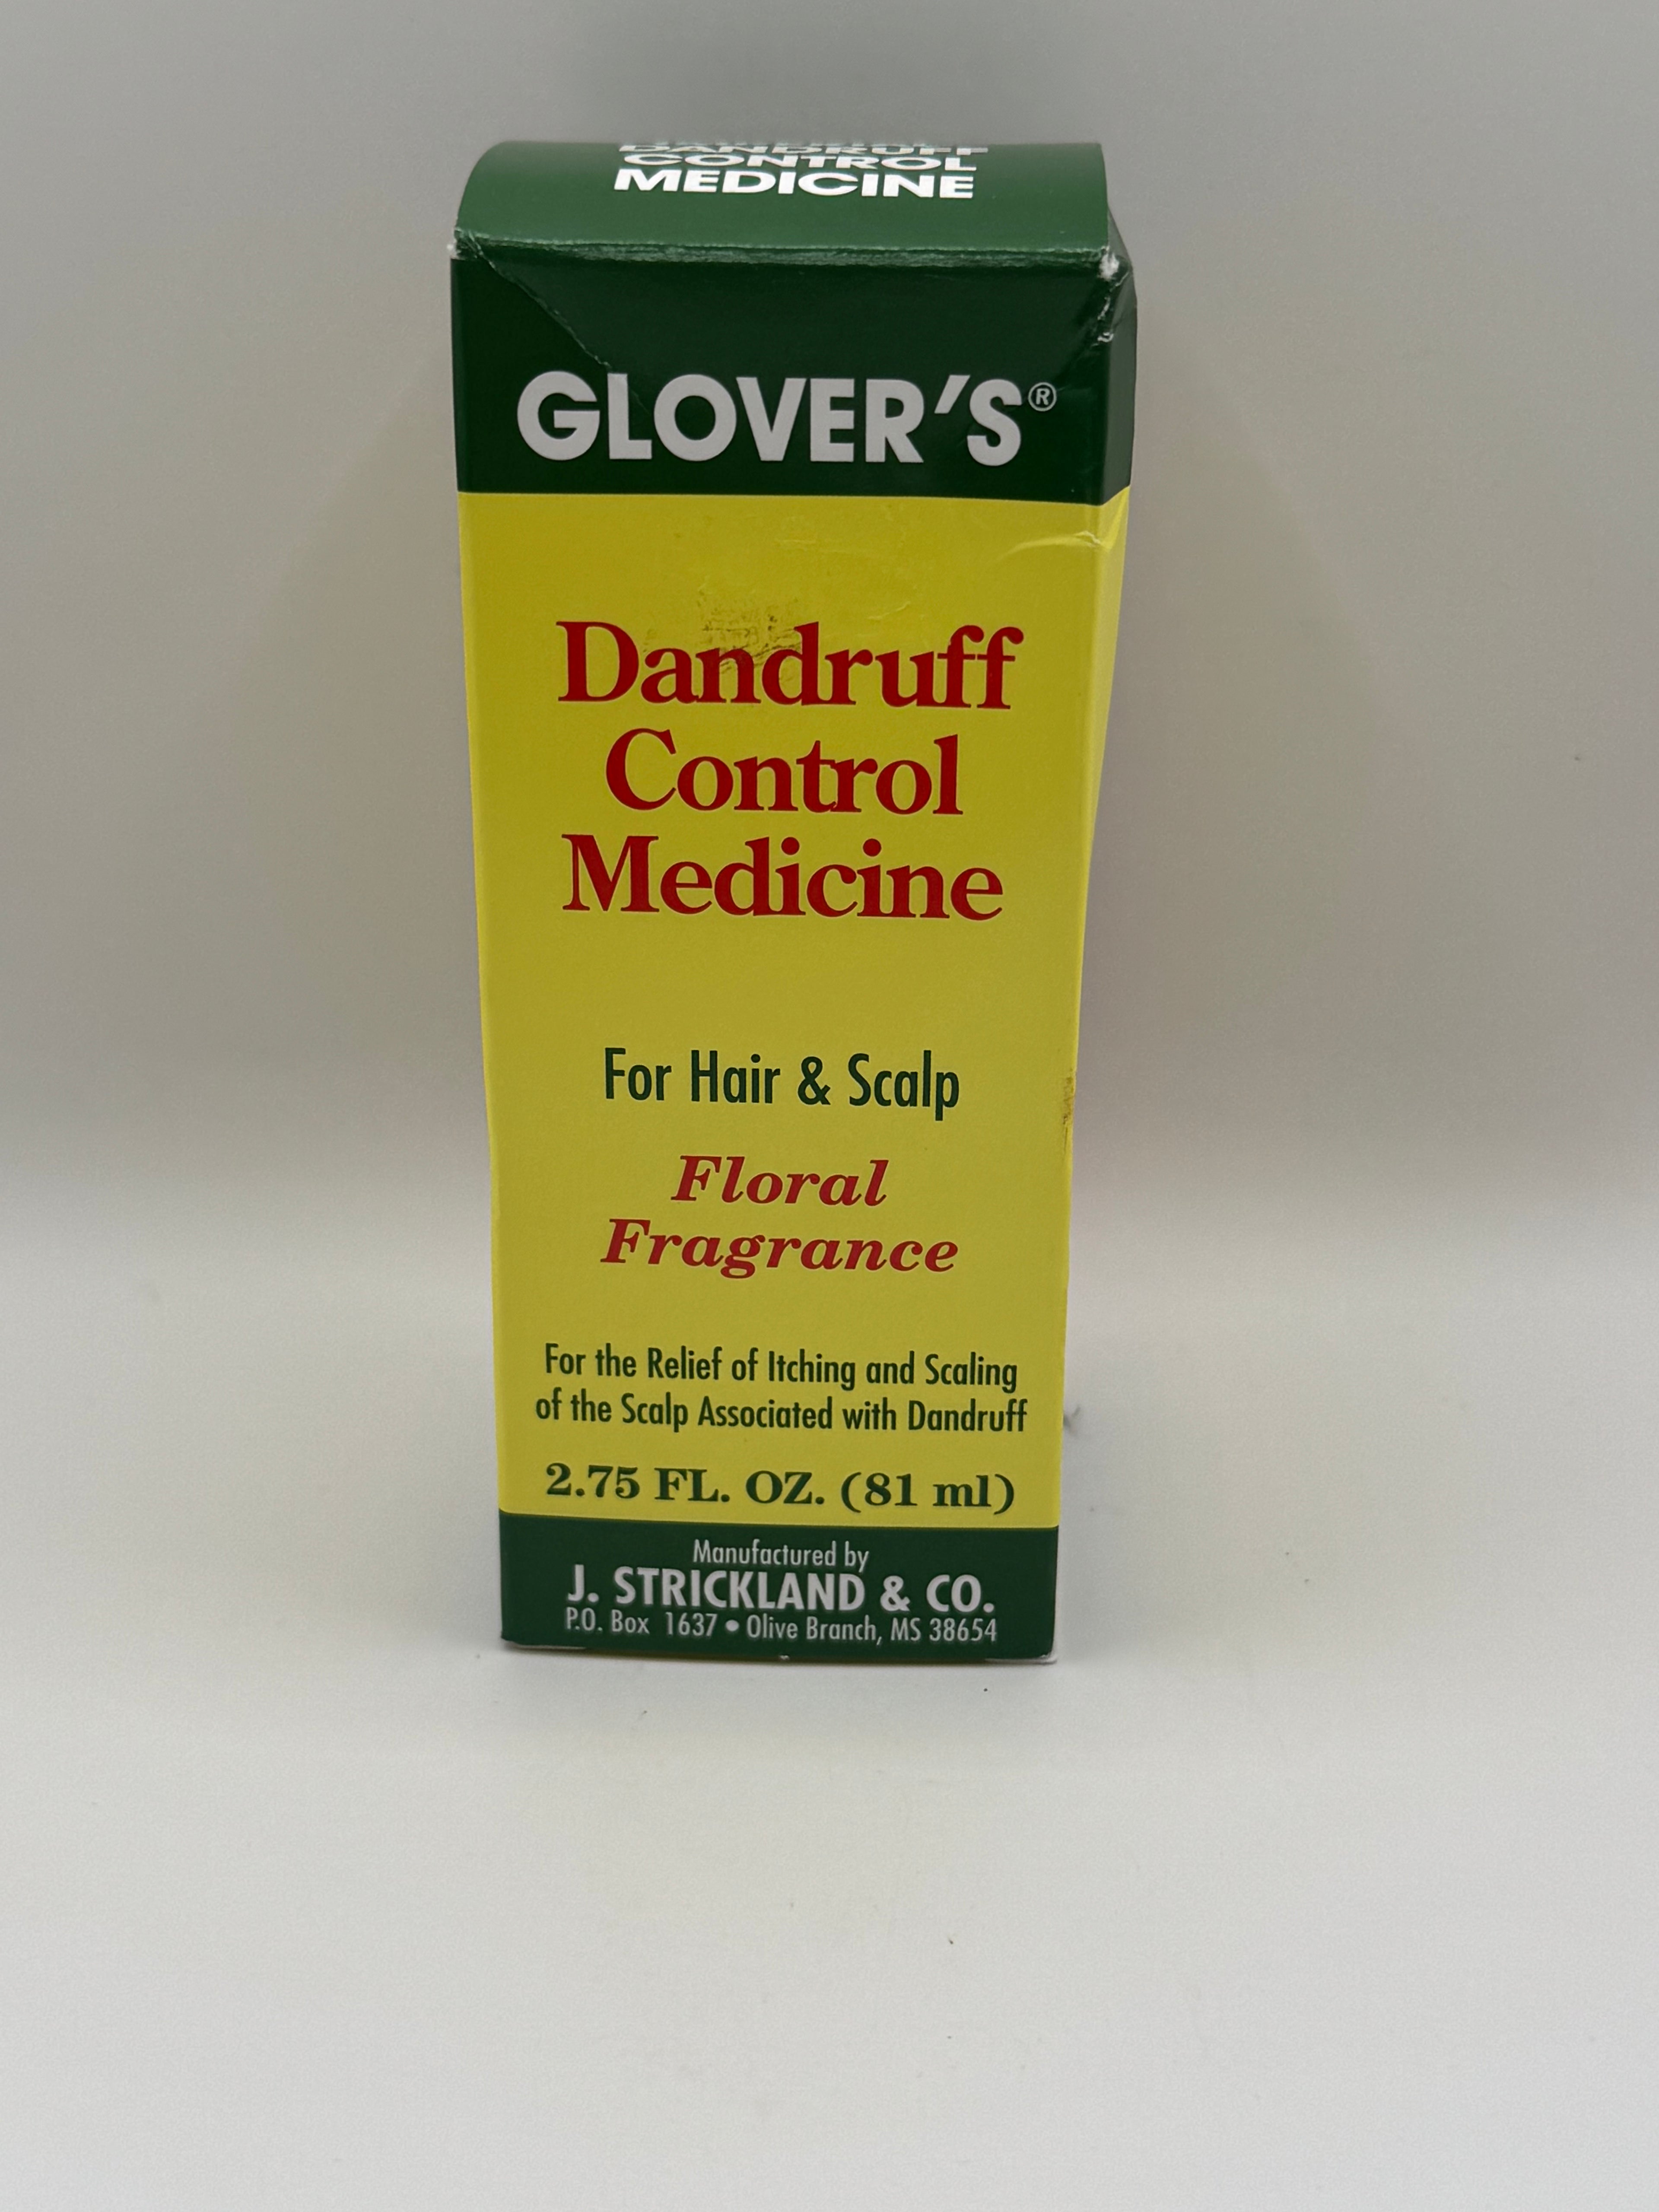 DANDRUFF
CONTROL
MEDICINE
GLOVER'S®
Dandruff
Control
Medicine
For Hair & Scalp
Floral
Fragrance
For the Relief of Itching and Scaling
of the Scalp Associated with Dandruff
2.75 FL. OZ. (81 ml)
Manufactured by
J. STRICKLAND & CO.
P.O. Box 1637 • Olive Branch, MS 38654